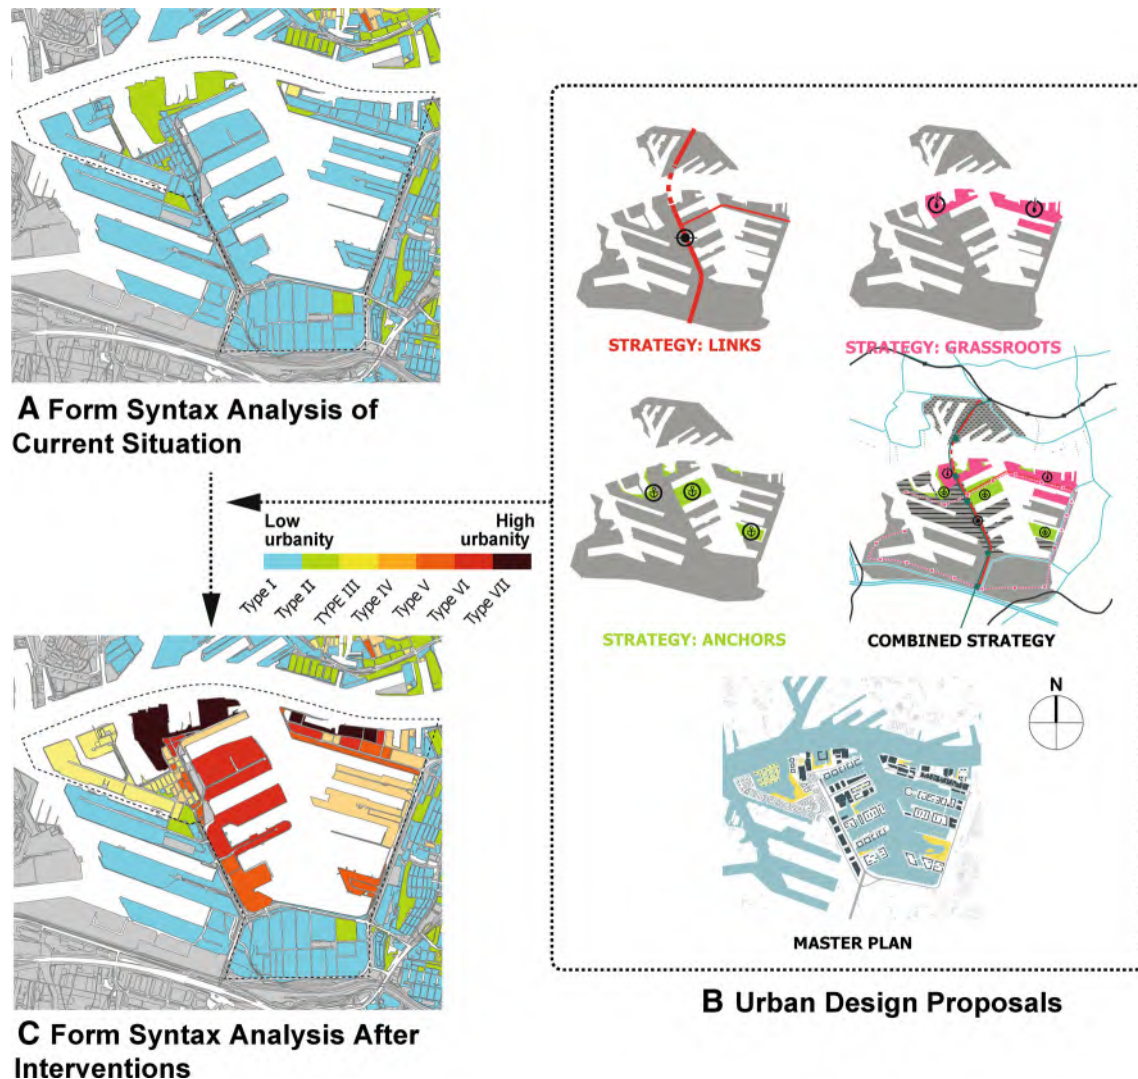 STRATEGY: LINKS
STRATEGY: GRASSROOTS
A Form Syntax Analysis of
Current Situation
Low
urbanity
High
urbanity
Type I
Type II
TYPE III
Type IV
Type V
Type VI
Type VII
STRATEGY: ANCHORS
COMBINED STRATEGY
N
MASTER PLAN
B Urban Design Proposals
C Form Syntax Analysis After
Interventions